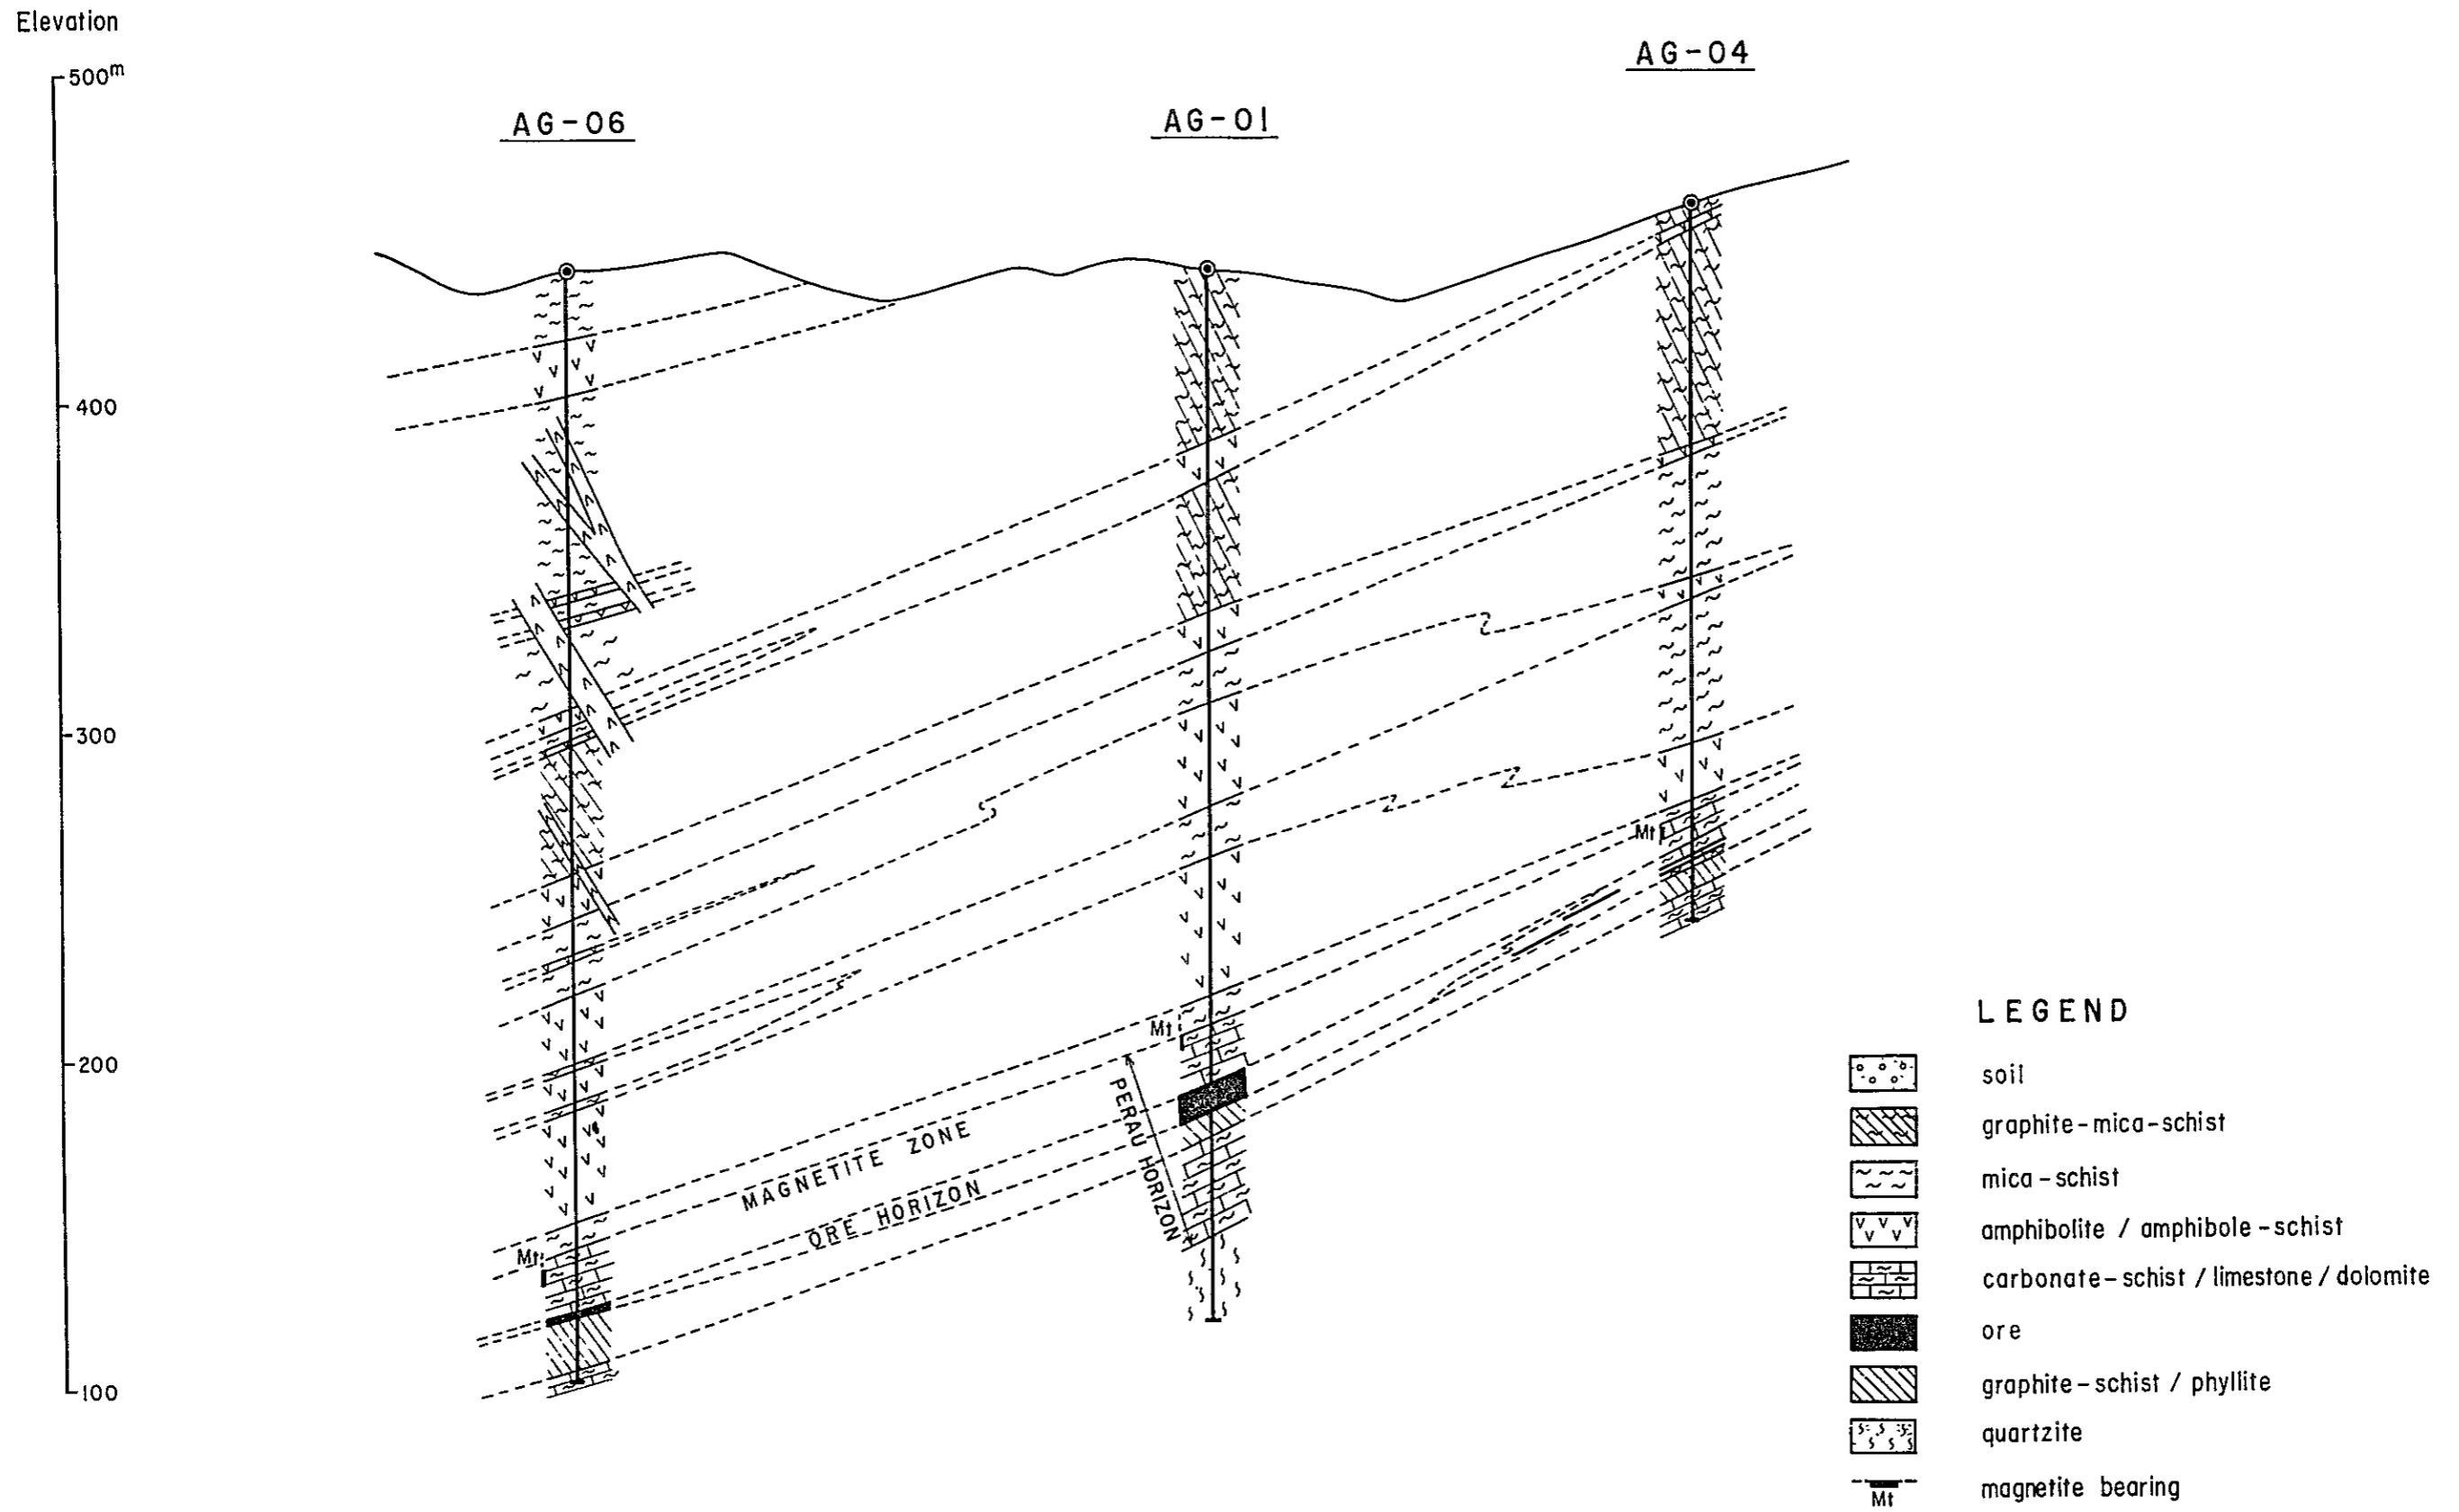 Elevation
500m
400
300
200
100
AG-06
AG-01
AG-04
Mt
Mt
Mt
MAGNETITE ZONE
ORE HORIZON
PERAU HORIZON
LEGEND
soil
graphite-mica-schist
mica-schist
amphibolite / amphibole-schist
carbonate-schist / limestone / dolomite
ore
graphite-schist / phyllite
quartzite
Mt
magnetite bearing